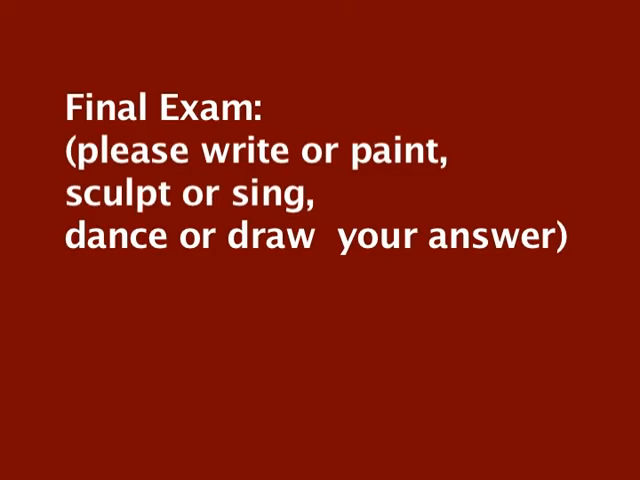 Final Exam:
(please write or paint,
sculpt or sing,
dance or draw  your answer)